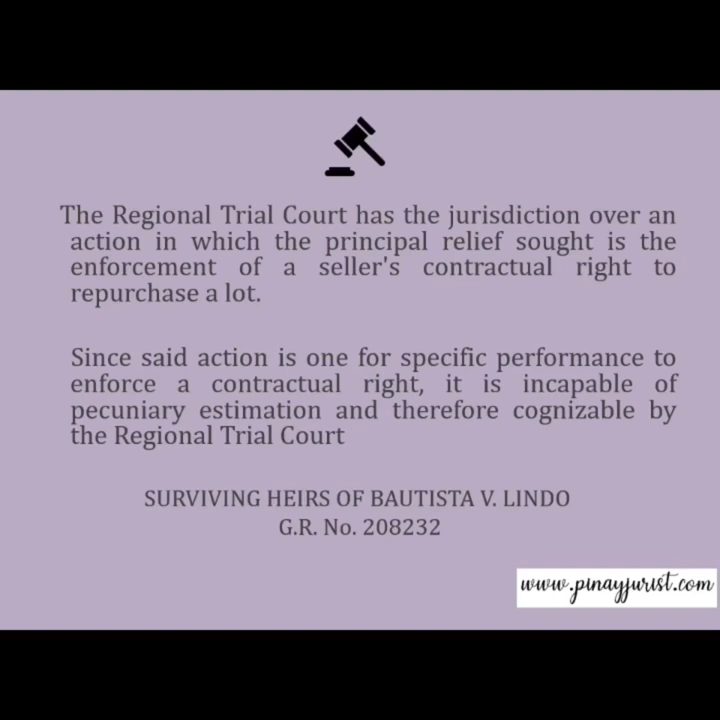 The Regional Trial Court has the jurisdiction over an
action in which the principal relief sought is the
enforcement of a seller's contractual right to
repurchase a lot.
Since said action is one for specific performance to
enforce a contractual right, it is incapable of
pecuniary estimation and therefore cognizable by
the Regional Trial Court
SURVIVING HEIRS OF BAUTISTA V. LINDO
G.R. No. 208232
www.pinayjurist.com